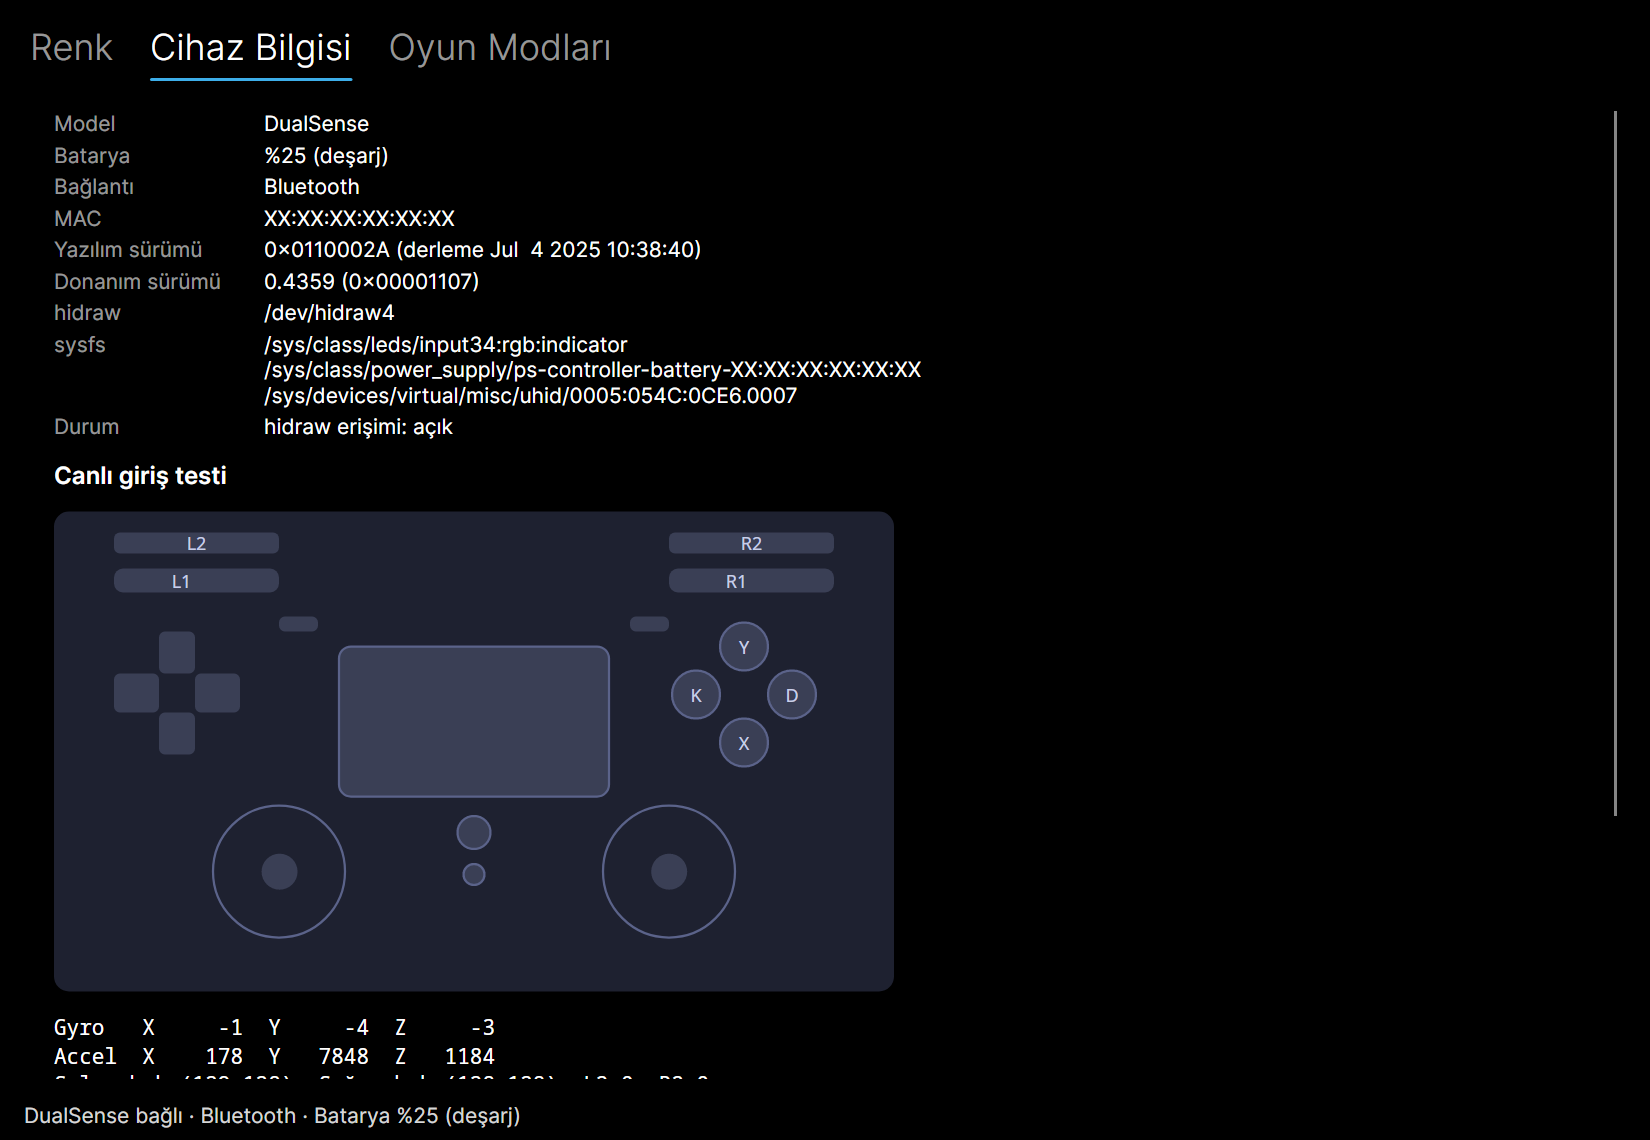 Renk Cihaz Bilgisi Oyun Modları
Model DualSense
Batarya %25 (deşarj)
Bağlantı Bluetooth
MAC XX:XX:XX:XX:XX:XX
Yazılım sürümü 0x0110002A (derleme Jul  4 2025 10:38:40)
Donanım sürümü 0.4359 (0x00001107)
hidraw /dev/hidraw4
sysfs /sys/class/leds/input34:rgb:indicator
/sys/class/power_supply/ps-controller-battery-XX:XX:XX:XX:XX:XX
/sys/devices/virtual/misc/uhid/0005:054C:0CE6.0007
Durum hidraw erişimi: açık
Canlı giriş testi
L2 R2
L1 R1
Y
K D
X
Gyro X -1 Y -4 Z -3
Accel X 178 Y 7848 Z 1184
DualSense bağlı · Bluetooth · Batarya %25 (deşarj)